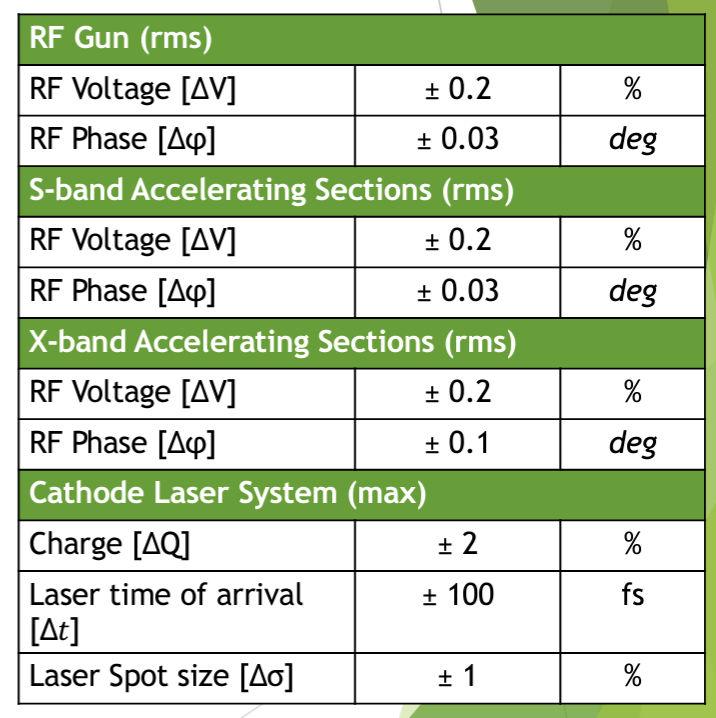 RF Gun (rms)
RF Voltage [ΔV] ± 0.2 %
RF Phase [Δφ] ± 0.03 deg
S-band Accelerating Sections (rms)
RF Voltage [ΔV] ± 0.2 %
RF Phase [Δφ] ± 0.03 deg
X-band Accelerating Sections (rms)
RF Voltage [ΔV] ± 0.2 %
RF Phase [Δφ] ± 0.1 deg
Cathode Laser System (max)
Charge [ΔQ] ± 2 %
Laser time of arrival ± 100 fs
[Δt]
Laser Spot size [Δσ] ± 1 %